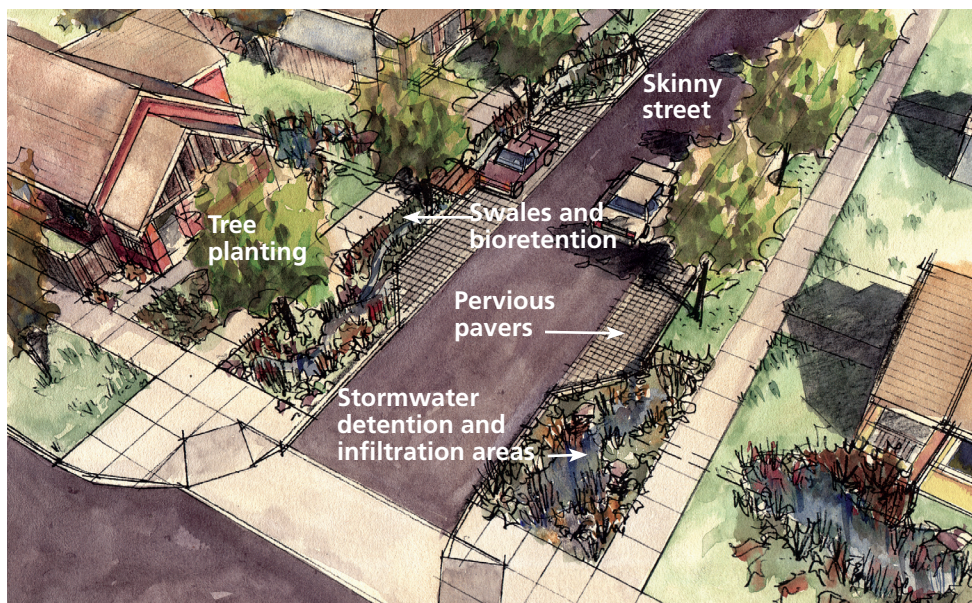 Skinny
street
Tree
planting
Swales and
bioretention
Pervious
pavers
Stormwater
detention and
infiltration areas